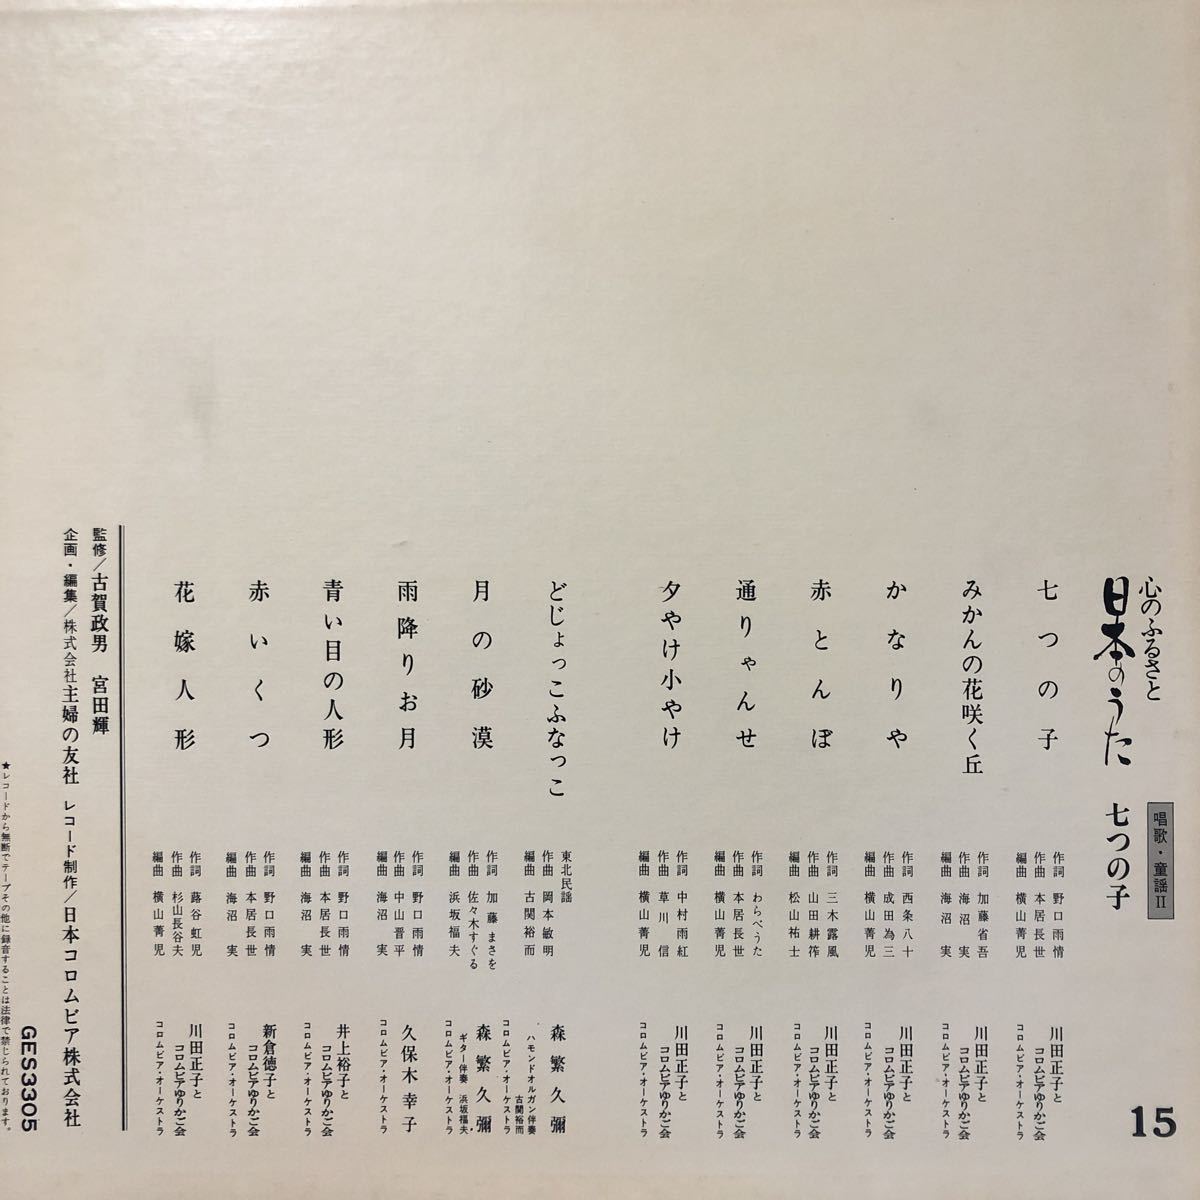 心のふるさと
日本のうた
唱歌・童謡II
七つの子
15
七つの子
作詞 野口雨情
作曲 本居長世
編曲 横山菁児
川田正子と
コロムビアゆりかご会
コロムビア・オーケストラ
みかんの花咲く丘
作詞 加藤省吾
作曲 海沼 実
編曲 海沼 実
川田正子と
コロムビアゆりかご会
コロムビア・オーケストラ
かなりや
作詞 西条八十
作曲 成田為三
編曲 横山菁児
川田正子と
コロムビアゆりかご会
コロムビア・オーケストラ
赤とんぼ
作詞 三木露風
作曲 山田耕筰
編曲 松山祐士
川田正子と
コロムビアゆりかご会
コロムビア・オーケストラ
通りゃんせ
わらべうた
作曲 本居長世
編曲 横山菁児
川田正子と
コロムビアゆりかご会
コロムビア・オーケストラ
夕やけ小やけ
作詞 中村雨紅
作曲 草川 信
編曲 横山菁児
川田正子と
コロムビアゆりかご会
コロムビア・オーケストラ
どじょっこふなっこ
東北民謡
作曲 岡本敏明
編曲 古関裕而
森繁久彌
ハモンドオルガン伴奏 古関裕而
コロムビア・オーケストラ
月の砂漠
作詞 加藤まさを
作曲 佐々木すぐる
編曲 浜坂福夫
森繁久彌
ギター伴奏 浜坂福夫
コロムビア・オーケストラ
雨降りお月
作詞 野口雨情
作曲 中山晋平
編曲 海沼 実
久保木幸子
コロムビア・オーケストラ
青い目の人形
作詞 野口雨情
作曲 本居長世
編曲 海沼 実
井上裕子と
コロムビアゆりかご会
コロムビア・オーケストラ
赤いくつ
作詞 野口雨情
作曲 本居長世
編曲 海沼 実
新倉徳子と
コロムビアゆりかご会
コロムビア・オーケストラ
花嫁人形
作詞 蕗谷虹児
作曲 杉山長谷夫
編曲 横山菁児
川田正子と
コロムビアゆりかご会
コロムビア・オーケストラ
監修/古賀政男 宮田輝
企画・編集/株式会社主婦の友社 レコード制作/日本コロムビア株式会社
GES3305
★レコードから無断でテープその他に録音することは法律で禁じられております。